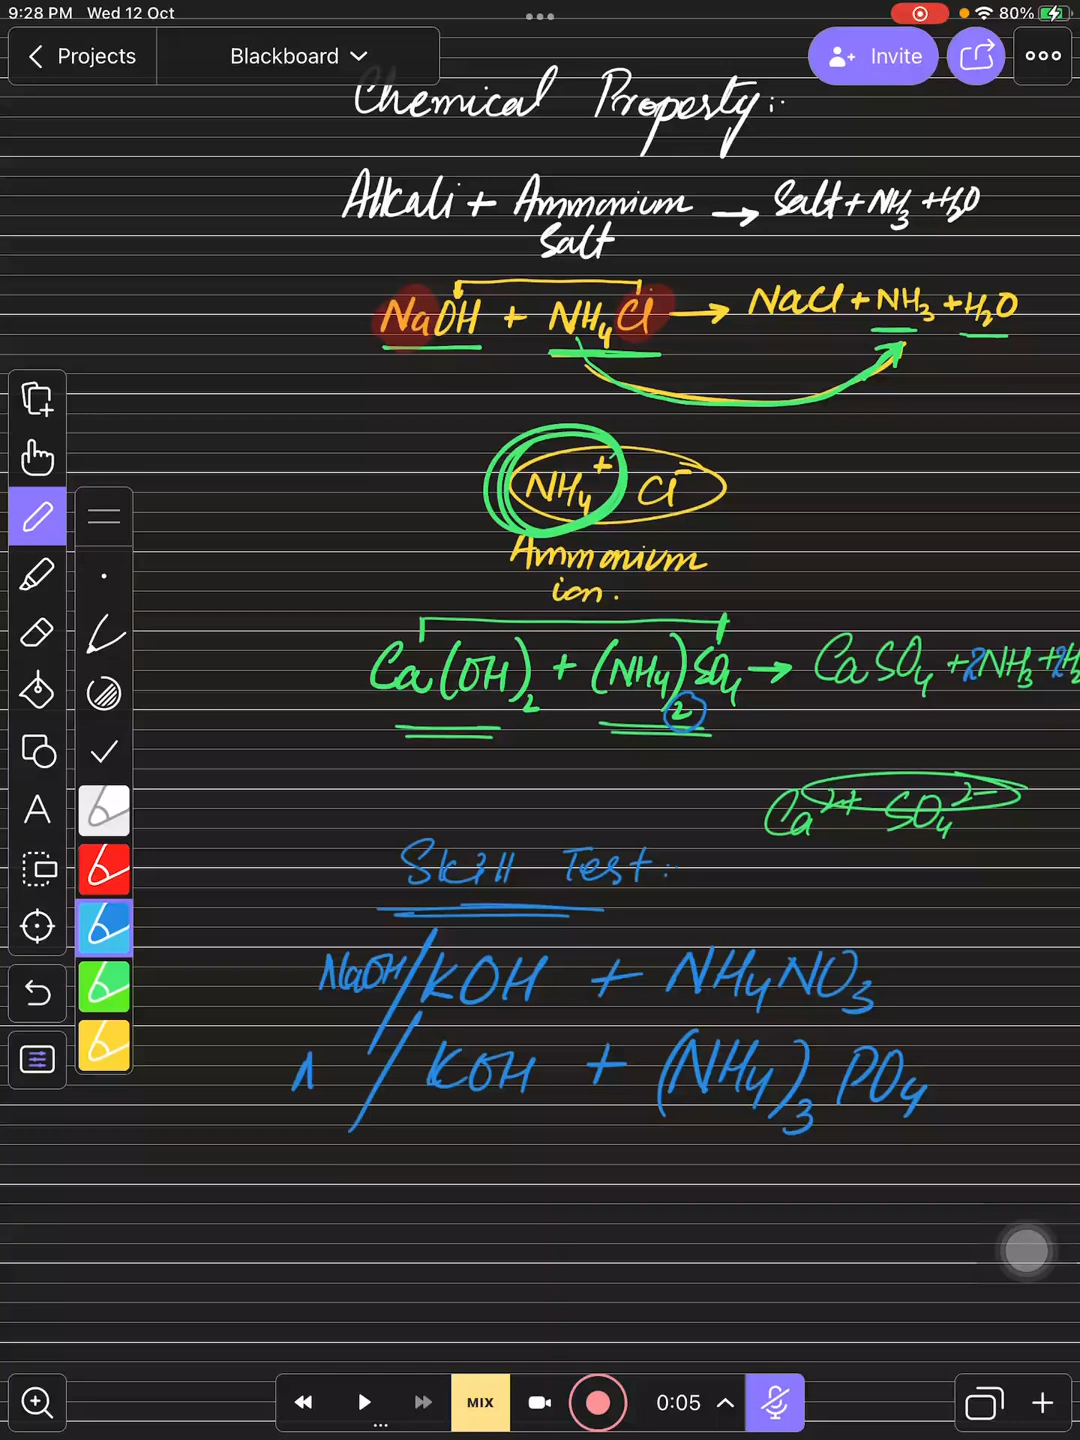 9:28 PM Wed 12 Oct 80%
Projects Blackboard Invite
Chemical Property:
Alkali + Ammonium Salt → Salt + NH₃ + H₂O
NaOH + NH₄Cl → NaCl + NH₃ + H₂O
NH₄⁺ Cl⁻
Ammonium
ion.
Ca(OH)₂ + (NH₄)₂SO₄ → CaSO₄ + 2NH₃ + 2H₂
Ca²⁺ SO₄²⁻
Skill Test:
NaOH/KOH + NH₄NO₃
/ KOH + (NH₄)₃ PO₄
MIX 0:05